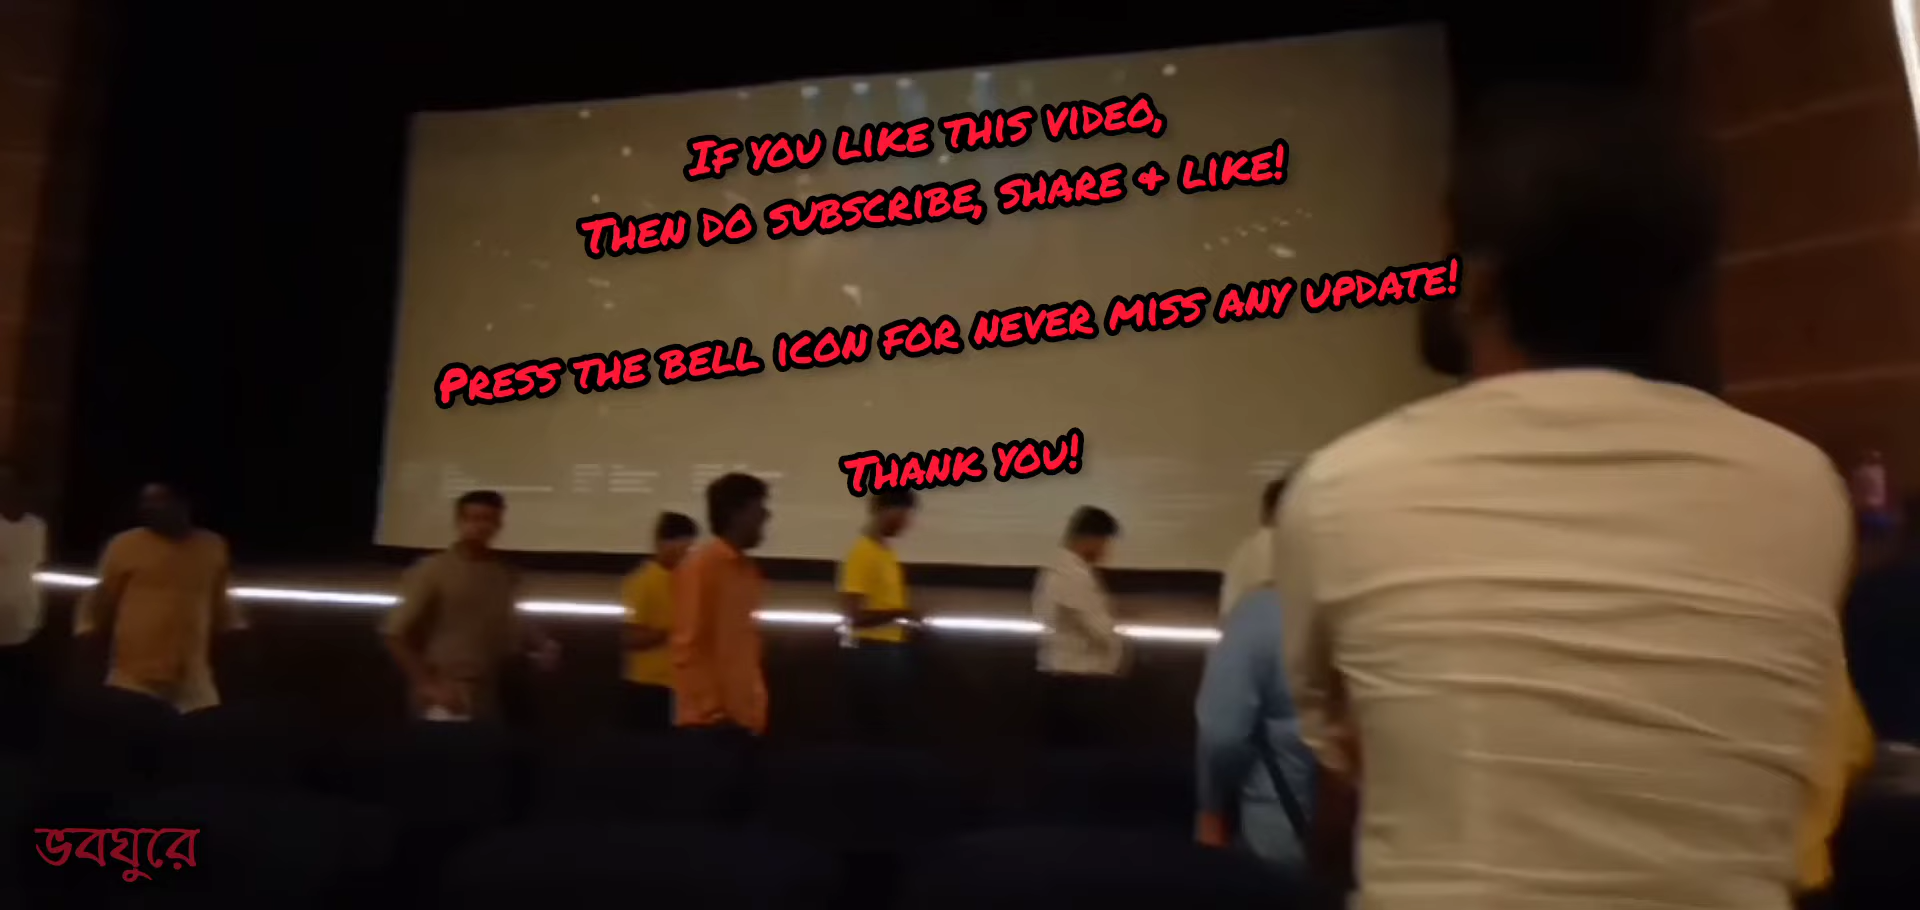 If you like this video,
Then do subscribe, share & like!
Press the bell icon for never miss any update!
Thank you!
ভবঘুরে